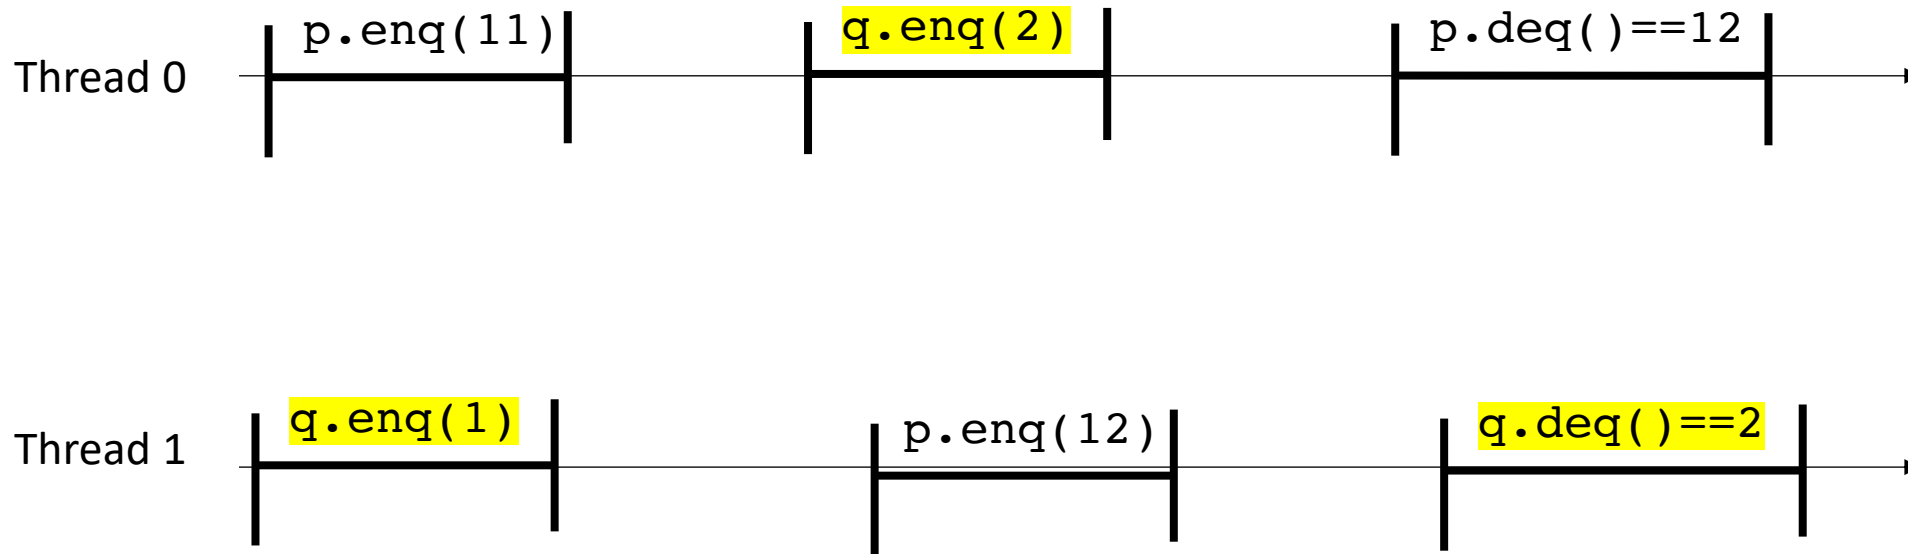 Thread 0 p.enq(11) q.enq(2) p.deq()==12
Thread 1 q.enq(1) p.enq(12) q.deq()==2